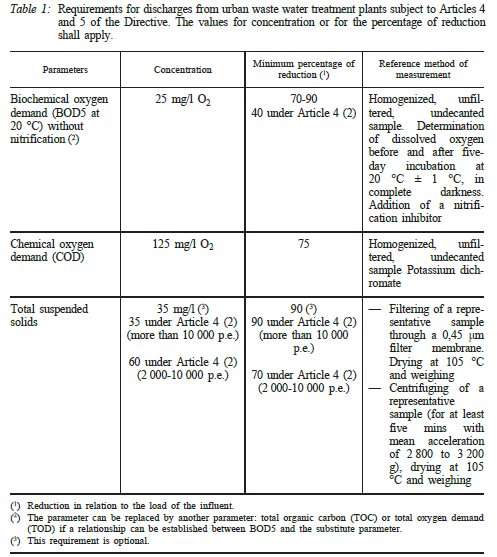 Table 1: Requirements for discharges from urban waste water treatment plants subject to Articles 4
and 5 of the Directive. The values for concentration or for the percentage of reduction
shall apply.
Parameters
Concentration
Minimum percentage of
reduction (¹)
Reference method of
measurement
Biochemical oxygen
demand (BOD5 at
20 °C) without
nitrification (²)
25 mg/l O₂
70-90
40 under Article 4 (2)
Homogenized, unfil-
tered, undecanted
sample. Determination
of dissolved oxygen
before and after five-
day incubation at
20 °C ± 1 °C, in
complete darkness.
Addition of a nitrifi-
cation inhibitor
Chemical oxygen
demand (COD)
125 mg/l O₂
75
Homogenized, unfil-
tered, undecanted
sample Potassium dich-
romate
Total suspended
solids
35 mg/l (³)
35 under Article 4 (2)
(more than 10 000 p.e.)
60 under Article 4 (2)
(2 000-10 000 p.e.)
90 (³)
90 under Article 4 (2)
(more than 10 000
p.e.)
70 under Article 4 (2)
(2 000-10 000 p.e.)
— Filtering of a repre-
sentative sample
through a 0,45 μm
filter membrane.
Drying at 105 °C
and weighing
— Centrifuging of a
representative
sample (for at least
five mins with
mean acceleration
of 2 800 to 3 200
g), drying at 105
°C and weighing
(¹) Reduction in relation to the load of the influent.
(²) The parameter can be replaced by another parameter: total organic carbon (TOC) or total oxygen demand
(TOD) if a relationship can be established between BOD5 and the substitute parameter.
(³) This requirement is optional.